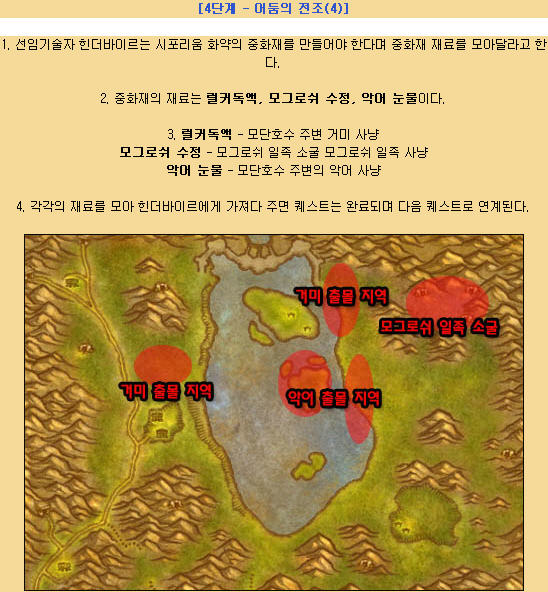 [4단계 - 어둠의 전조(4)]
1. 선임기술자 힌더바이르는 시포리움 화약의 중화재를 만들어야 한다며 중화재 재료를 모아달라고 한
다.
2. 중화재의 재료는 럴커독액, 모그로쉬 수정, 악어 눈물이다.
3. 럴커독액 - 모단호수 주변 거미 사냥
모그로쉬 수정 - 모그로쉬 일족 소굴 모그로쉬 일족 사냥
악어 눈물 - 모단호수 주변의 악어 사냥
4. 각각의 재료를 모아 힌더바이르에게 가져다 주면 퀘스트는 완료되며 다음 퀘스트로 연계된다.
거미 출몰 지역
모그로쉬 일족 소굴
거미 출몰 지역
악어 출몰 지역